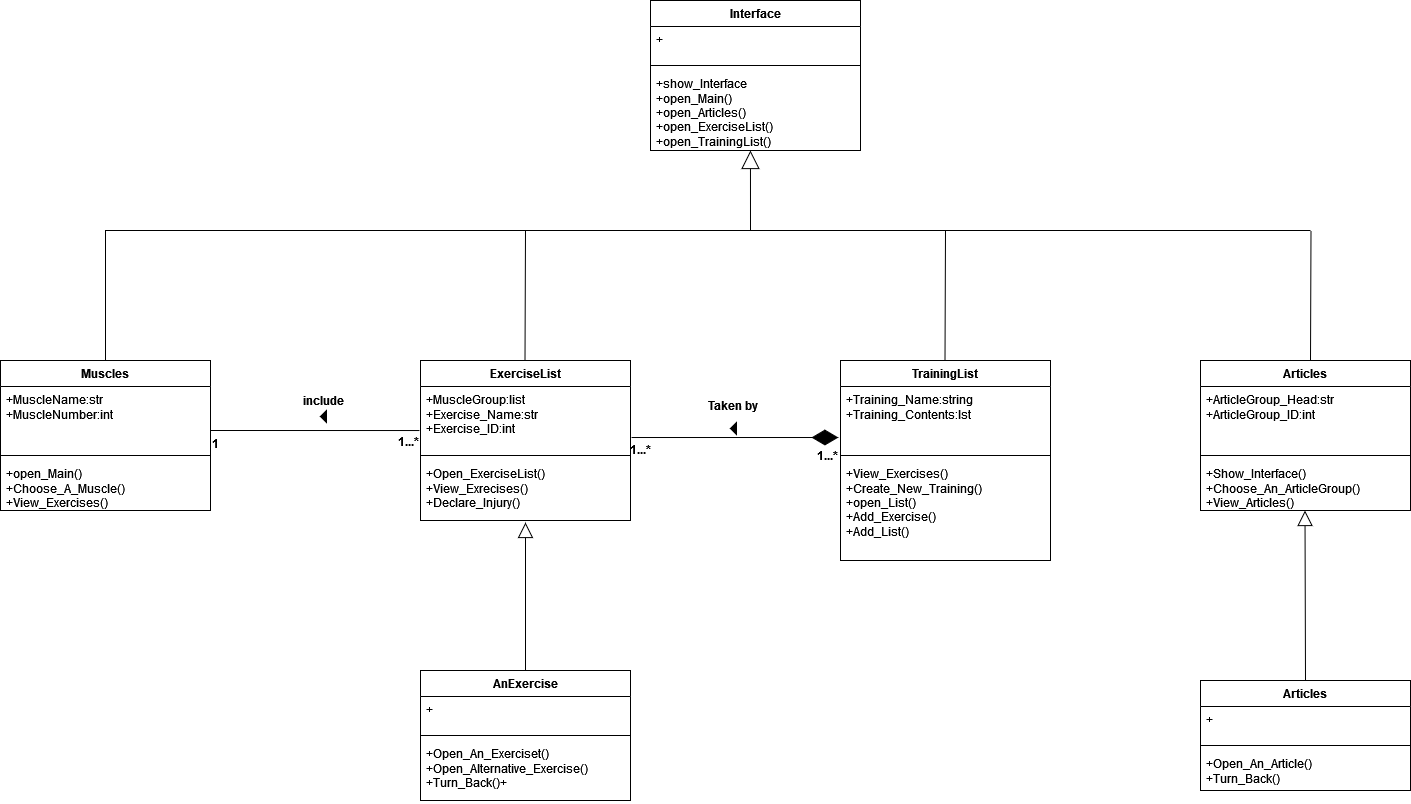 Interface
+
+show_Interface
+open_Main()
+open_Articles()
+open_ExerciseList()
+open_TrainingList()
Muscles
+MuscleName:str
+MuscleNumber:int
+open_Main()
+Choose_A_Muscle()
+View_Exercises()
include
1
1...*
ExerciseList
+MuscleGroup:list
+Exercise_Name:str
+Exercise_ID:int
+Open_ExerciseList()
+View_Exrecises()
+Declare_Injury()
Taken by
1...*
1...*
TrainingList
+Training_Name:string
+Training_Contents:lst
+View_Exercises()
+Create_New_Training()
+open_List()
+Add_Exercise()
+Add_List()
Articles
+ArticleGroup_Head:str
+ArticleGroup_ID:int
+Show_Interface()
+Choose_An_ArticleGroup()
+View_Articles()
AnExercise
+
+Open_An_Exerciset()
+Open_Alternative_Exercise()
+Turn_Back()+
Articles
+
+Open_An_Article()
+Turn_Back()